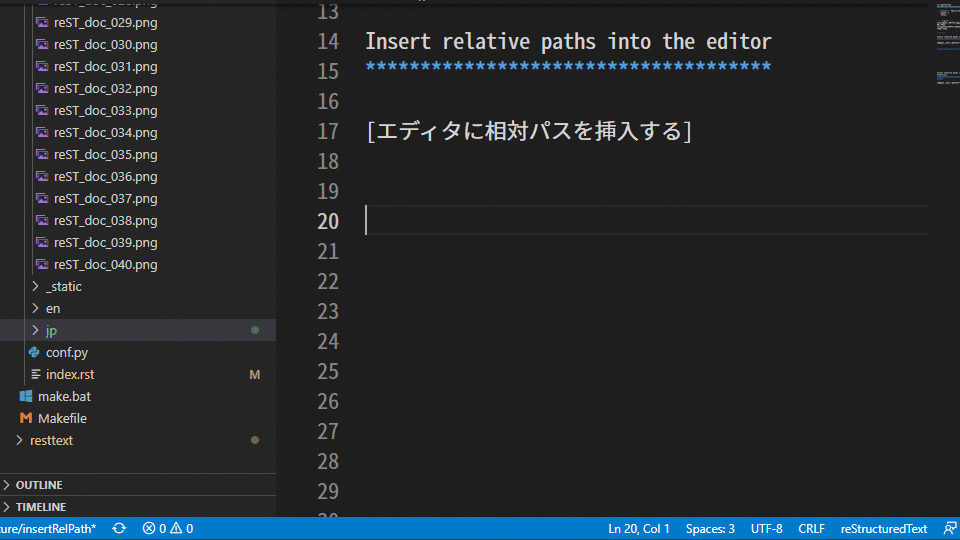 reST_doc_029.png
reST_doc_030.png
reST_doc_031.png
reST_doc_032.png
reST_doc_033.png
reST_doc_034.png
reST_doc_035.png
reST_doc_036.png
reST_doc_037.png
reST_doc_038.png
reST_doc_039.png
reST_doc_040.png
_static
en
jp
conf.py
index.rst M
make.bat
Makefile
resttext
OUTLINE
TIMELINE
13
14 Insert relative paths into the editor
15 *************************************
16
17 [エディタに相対パスを挿入する]
18
19
20
21
22
23
24
25
26
27
28
29
ure/insertRelPath* 0 0 Ln 20, Col 1 Spaces: 3 UTF-8 CRLF reStructuredText